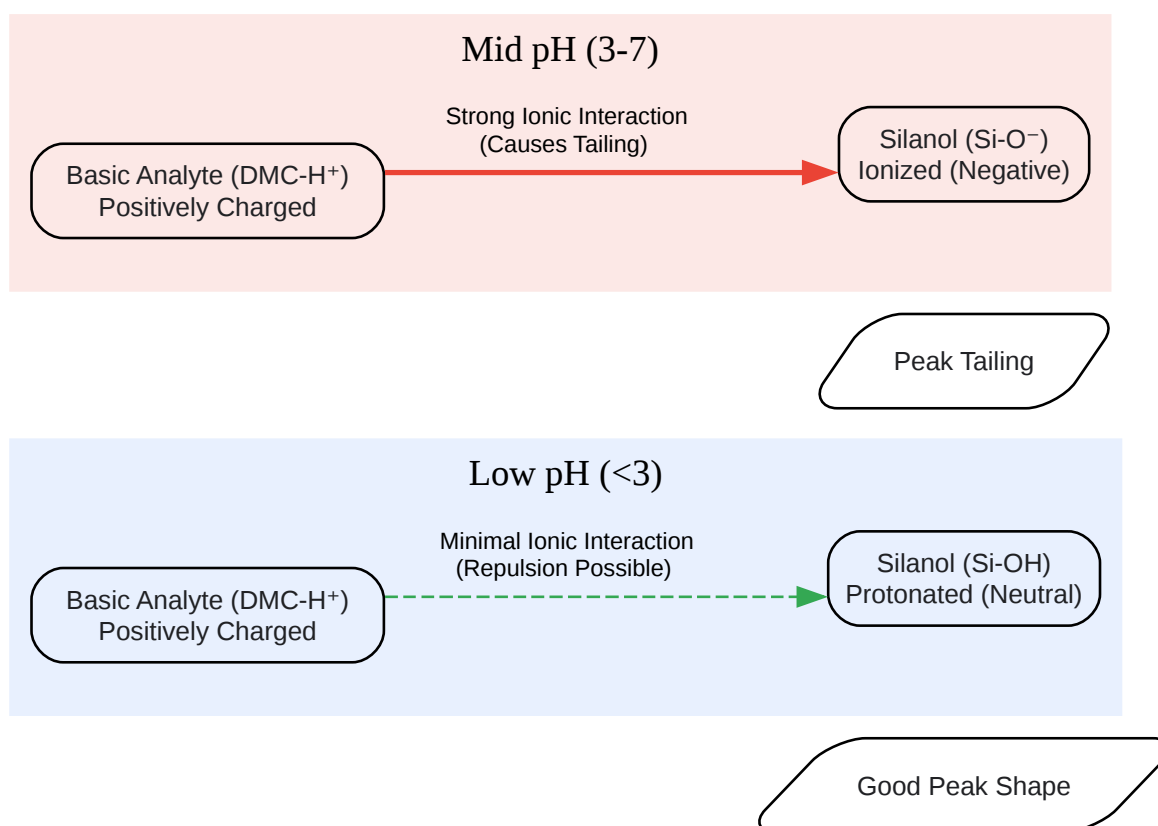 Mid pH (3-7)
Strong Ionic Interaction
(Causes Tailing)
Basic Analyte (DMC-H⁺)
Positively Charged
Silanol (Si-O⁻)
Ionized (Negative)
Peak Tailing
Low pH (<3)
Minimal Ionic Interaction
(Repulsion Possible)
Basic Analyte (DMC-H⁺)
Positively Charged
Silanol (Si-OH)
Protonated (Neutral)
Good Peak Shape